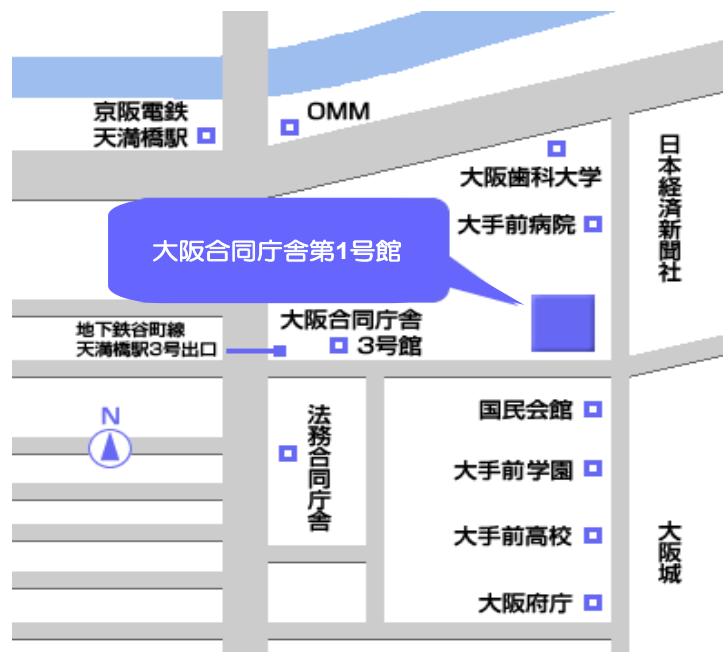 京阪電鉄
天満橋駅
OMM
大阪歯科大学
日本経済新聞社
大手前病院
大阪合同庁舎第1号館
大阪合同庁舎
3号館
地下鉄谷町線
天満橋駅3号出口
N
法務合同庁舎
国民会館
大手前学園
大手前高校
大阪城
大阪府庁